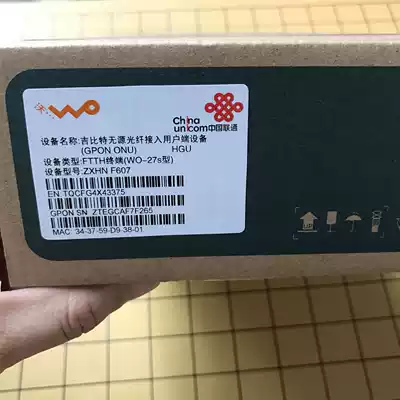 wo
China
unicom中国联通
设备名称:吉比特无源光纤接入用户端设备
(GPON ONU) HGU
设备类型:FTTH终端(WO-27s型)
设备型号:ZXHN F607
EN TQCFG4X43375
GPON SN ZTEGCAF7F265
MAC 34-37-59-D9-38-01